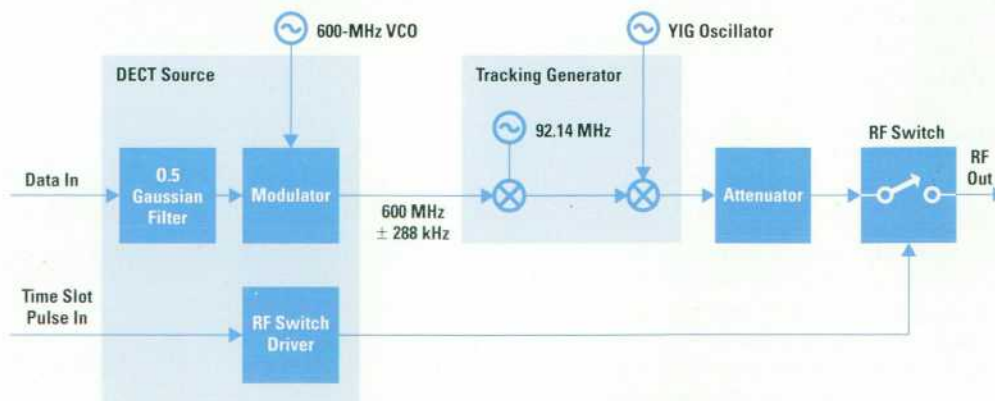 600-MHz VCO
YIG Oscillator
DECT Source
Tracking Generator
92.14 MHz
RF Switch
Data In
0.5
Gaussian
Filter
Modulator
600 MHz
± 288 kHz
Attenuator
RF
Out
Time Slot
Pulse In
RF Switch
Driver